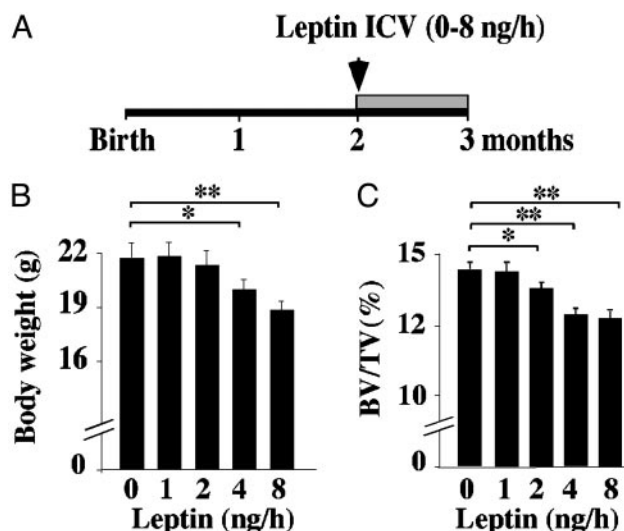 A
Leptin ICV (0-8 ng/h)
Birth 1 2 3 months
B
**
*
22
19
16
0
Body weight (g)
0 1 2 4 8
Leptin (ng/h)
C
**
**
*
15
12
10
0
BV/TV (%)
0 1 2 4 8
Leptin (ng/h)